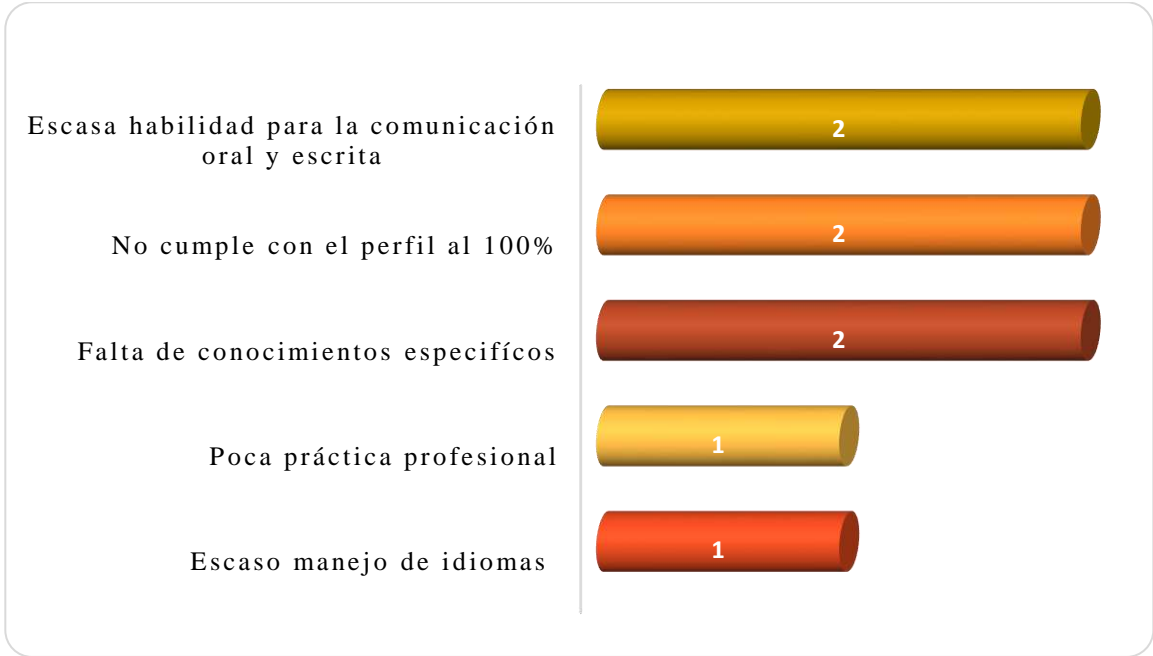 Escasa habilidad para la comunicación
oral y escrita
2
No cumple con el perfil al 100%
2
Falta de conocimientos especifícos
2
Poca práctica profesional
1
Escaso manejo de idiomas
1